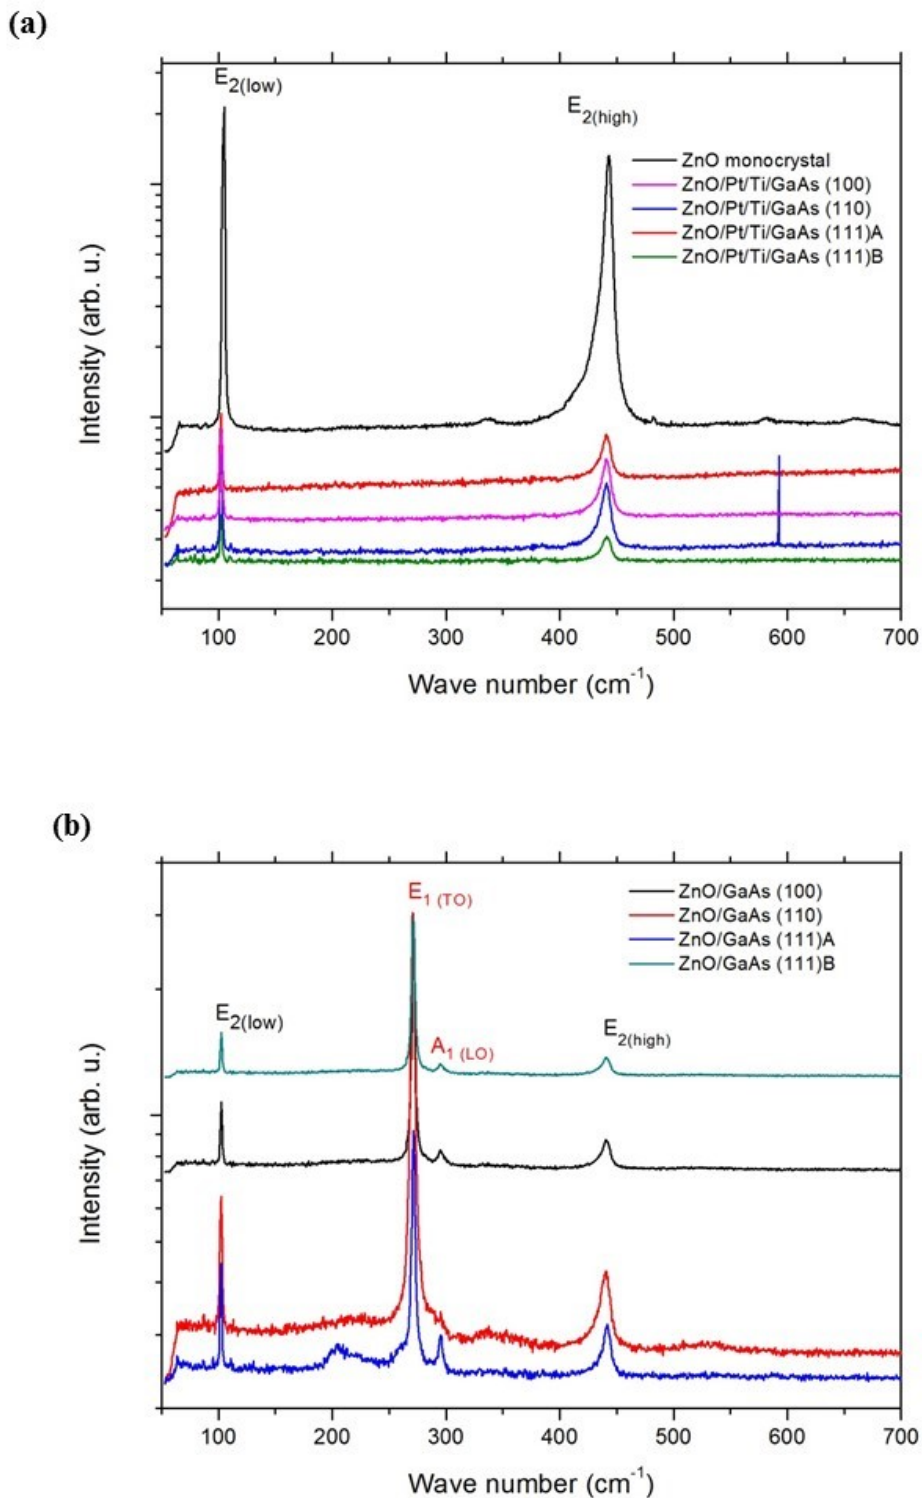 (a)
E2(low)
E2(high)
ZnO monocrystal
ZnO/Pt/Ti/GaAs (100)
ZnO/Pt/Ti/GaAs (110)
ZnO/Pt/Ti/GaAs (111)A
ZnO/Pt/Ti/GaAs (111)B
Intensity (arb. u.)
100 200 300 400 500 600 700
Wave number (cm-1)
(b)
E1 (TO)
ZnO/GaAs (100)
ZnO/GaAs (110)
ZnO/GaAs (111)A
ZnO/GaAs (111)B
E2(low)
A1 (LO)
E2(high)
Intensity (arb. u.)
100 200 300 400 500 600 700
Wave number (cm-1)